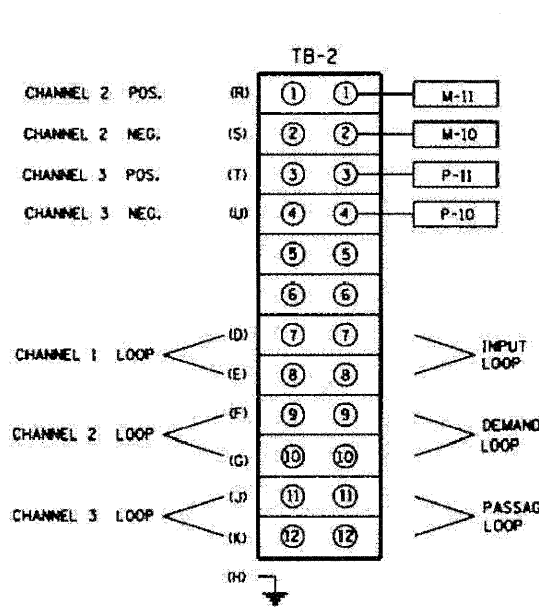 TB-2
CHANNEL 2 POS. (R) 1 1 M-11
CHANNEL 2 NEG. (S) 2 2 M-10
CHANNEL 3 POS. (T) 3 3 P-11
CHANNEL 3 NEG. (U) 4 4 P-10
5 5
6 6
(D) 7 7
CHANNEL 1 LOOP INPUT LOOP
(E) 8 8
(F) 9 9
CHANNEL 2 LOOP DEMAND LOOP
(G) 10 10
(J) 11 11
CHANNEL 3 LOOP PASSAG LOOP
(K) 12 12
(H)